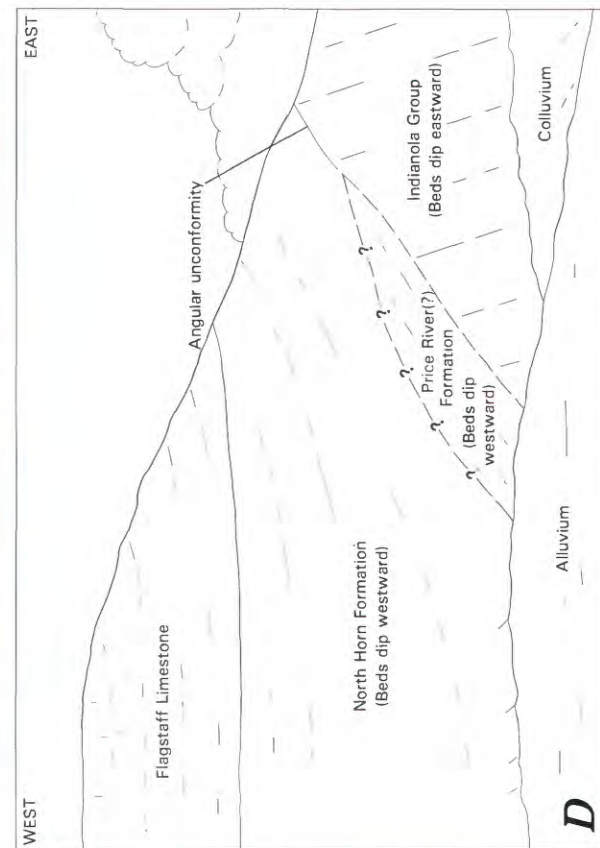 WEST
EAST
Angular unconformity
Flagstaff Limestone
North Horn Formation
(Beds dip westward)
?
?
?
?
?
Price River(?)
Formation
(Beds dip
westward)
Indianola Group
(Beds dip eastward)
Alluvium
Colluvium
D